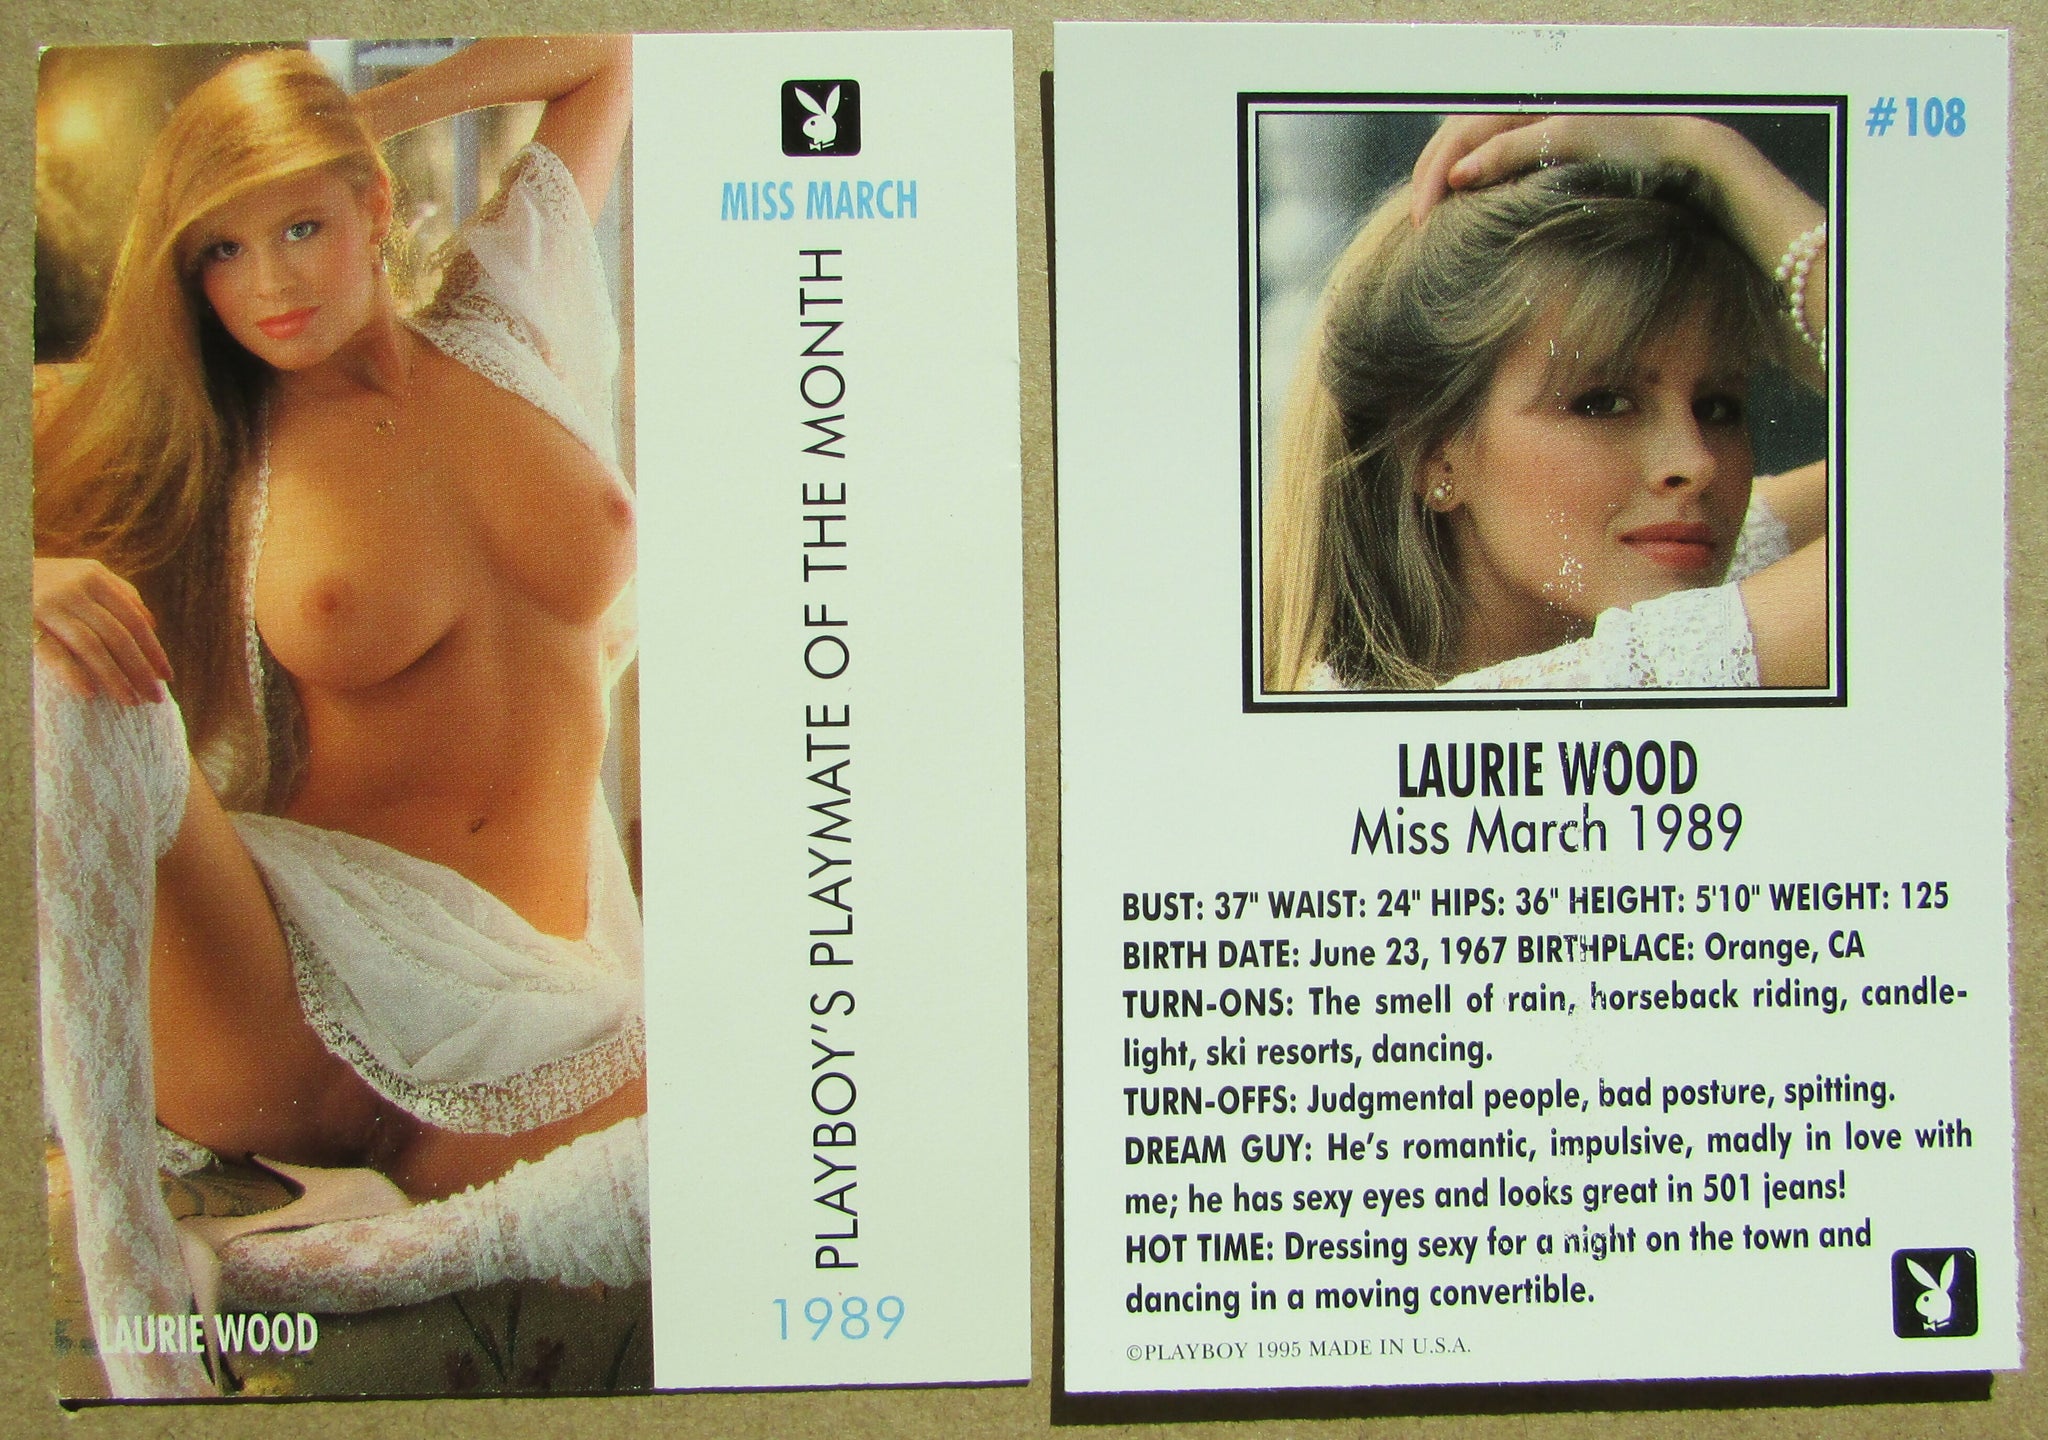 MISS MARCH
PLAYBOY'S PLAYMATE OF THE MONTH
1989
LAURIE WOOD
#108
LAURIE WOOD
Miss March 1989
BUST: 37" WAIST: 24" HIPS: 36" HEIGHT: 5'10" WEIGHT: 125
BIRTH DATE: June 23, 1967 BIRTHPLACE: Orange, CA
TURN-ONS: The smell of rain, horseback riding, candle-
light, ski resorts, dancing.
TURN-OFFS: Judgmental people, bad posture, spitting.
DREAM GUY: He's romantic, impulsive, madly in love with
me; he has sexy eyes and looks great in 501 jeans!
HOT TIME: Dressing sexy for a night on the town and
dancing in a moving convertible.
©PLAYBOY 1995 MADE IN U.S.A.